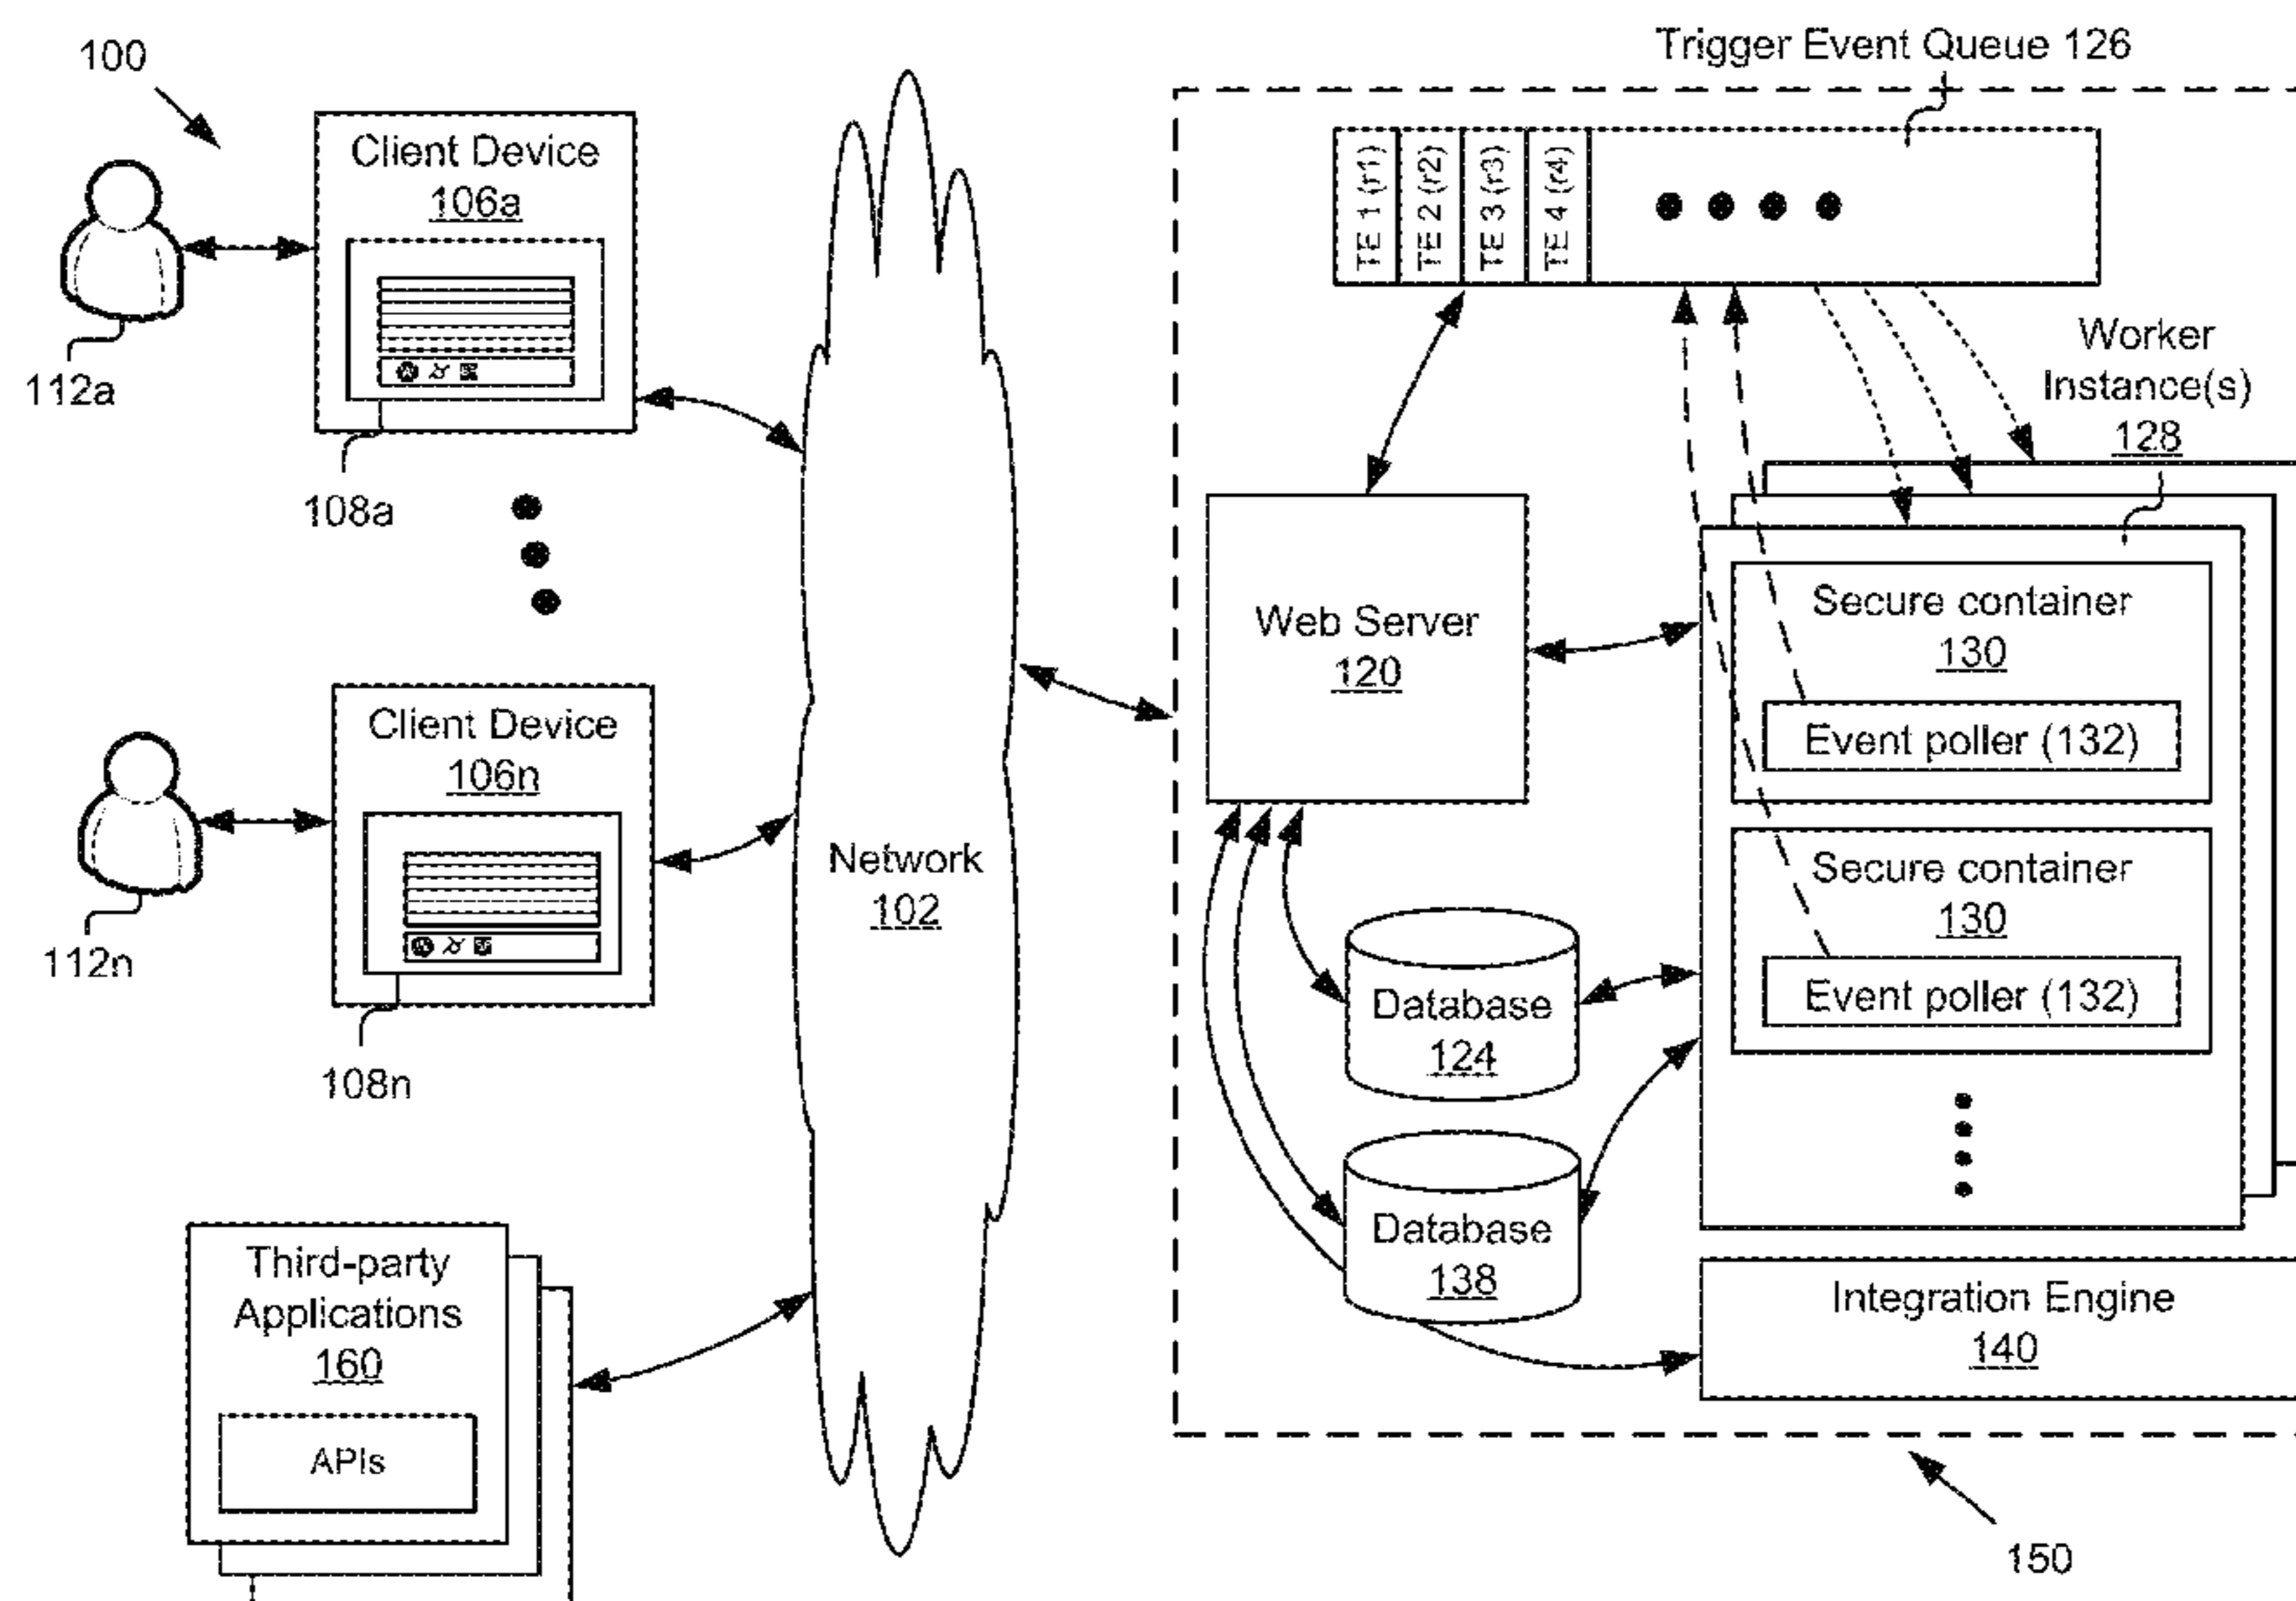 100
Client Device
106a
112a
108a
Client Device
106n
112n
108n
Third-party
Applications
160
APIs
Network
102
Trigger Event Queue 126
TE 1 (r1)
TE 2 (r2)
TE 3 (r3)
TE 4 (r4)
Worker
Instance(s)
128
Web Server
120
Secure container
130
Event poller (132)
Secure container
130
Event poller (132)
Database
124
Database
138
Integration Engine
140
150